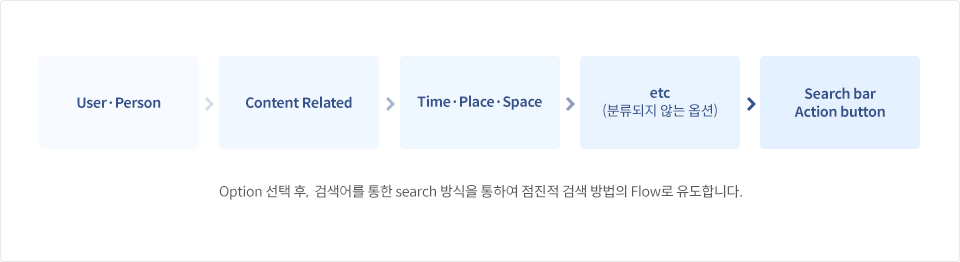 User · Person
Content Related
Time · Place · Space
etc
(분류되지 않는 옵션)
Search bar
Action button
Option 선택 후, 검색어를 통한 search 방식을 통하여 점진적 검색 방법의 Flow로 유도합니다.